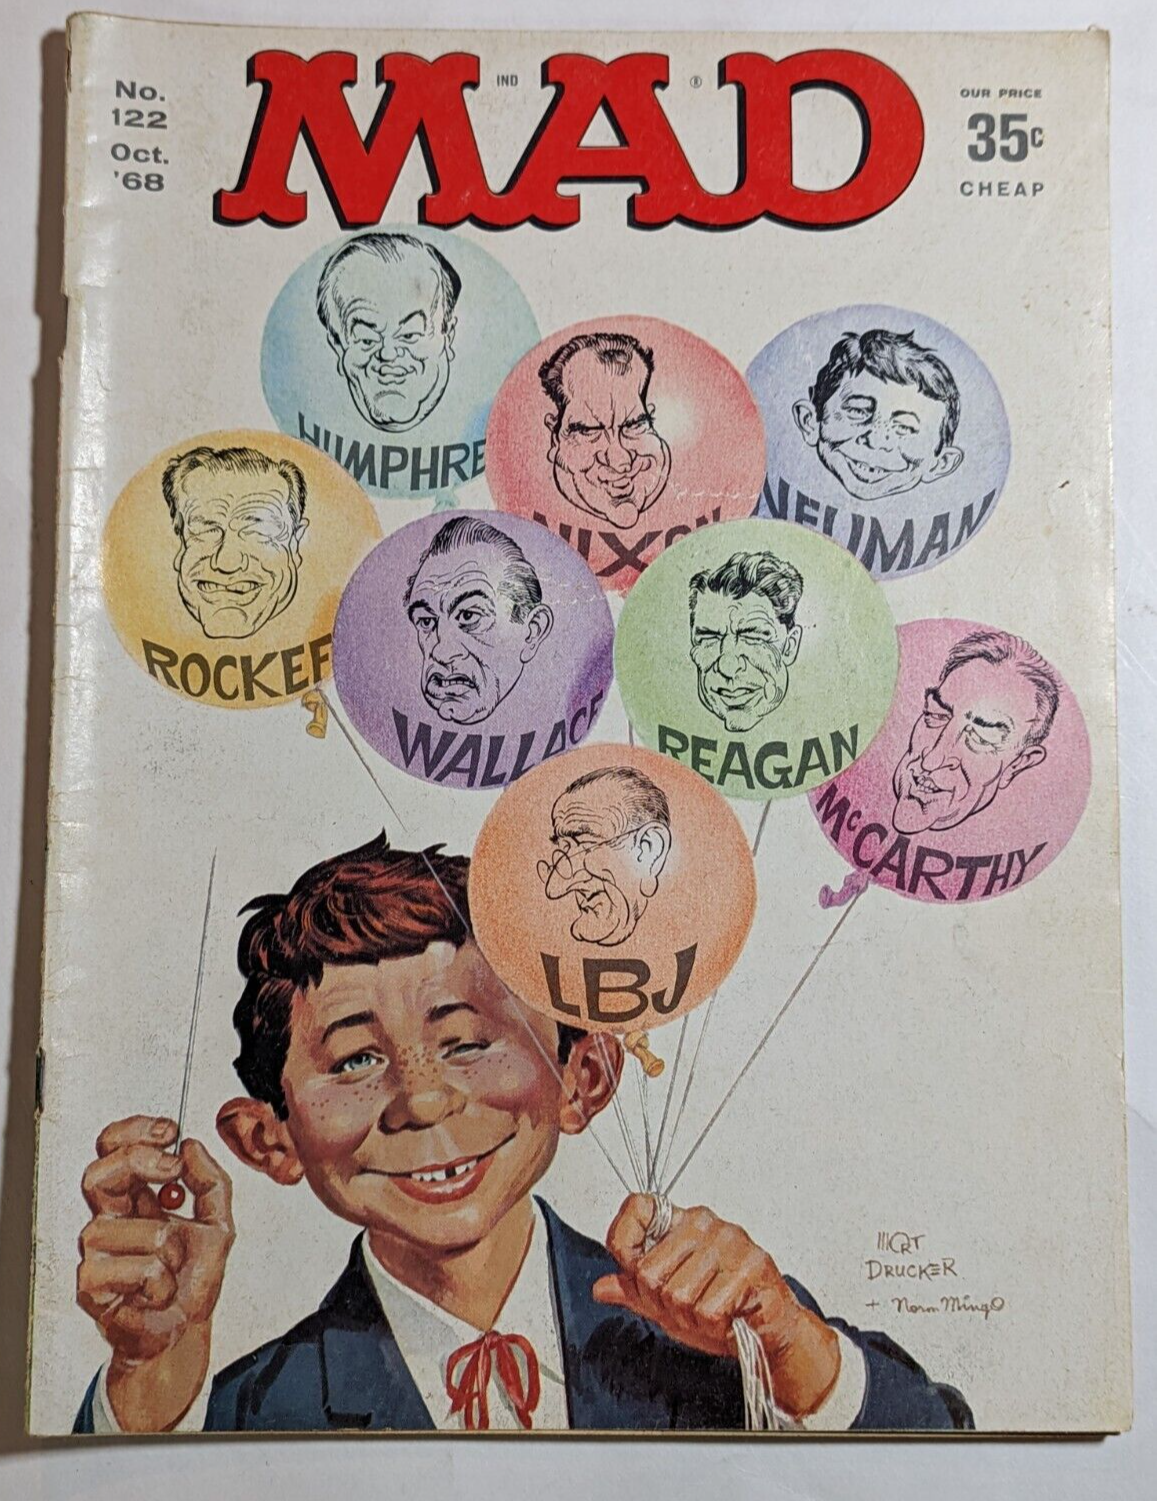 MAD
IND
®
No.
122
Oct.
'68
OUR PRICE
35c
CHEAP
HUMPHRE
NIXON
NEUMAN
ROCKEF
WALLACE
REAGAN
McCARTHY
LBJ
MORT
DRUCKER
+ Norm Mingo